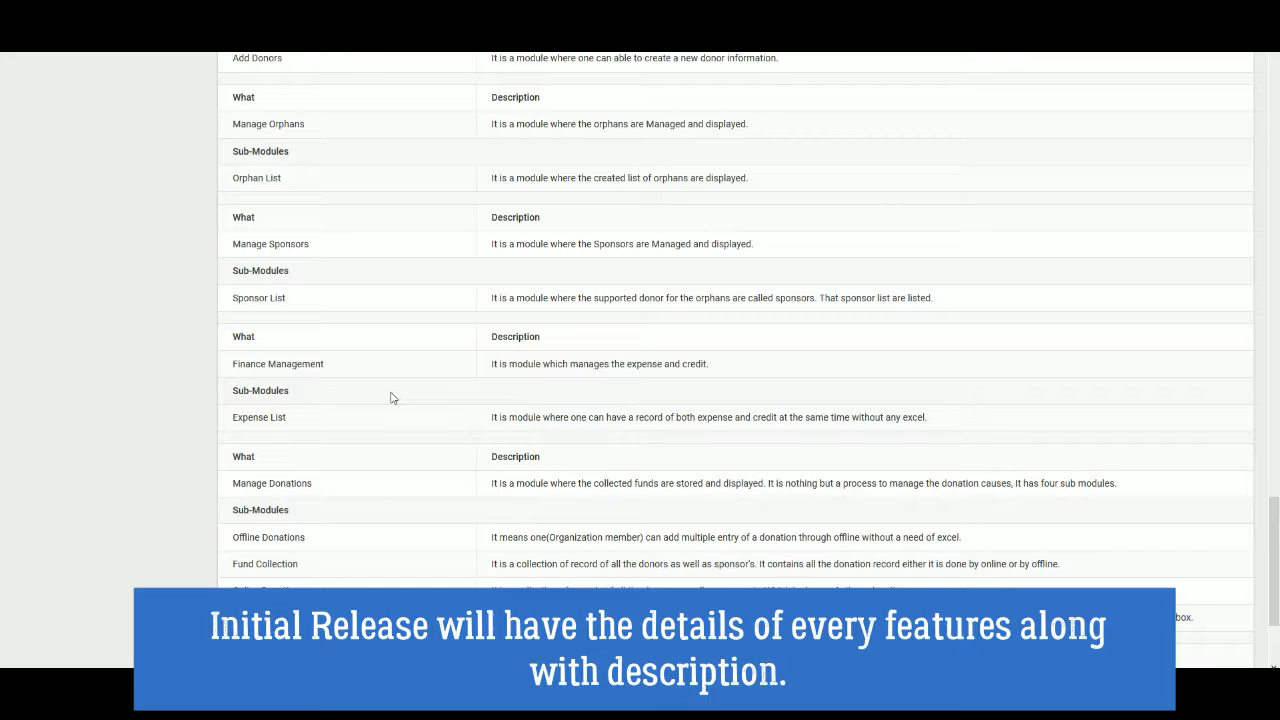 Add Donors It is a module where one can able to create a new donor information.
What Description
Manage Orphans It is a module where the orphans are Managed and displayed.
Sub-Modules
Orphan List It is a module where the created list of orphans are displayed.
What Description
Manage Sponsors It is a module where the Sponsors are Managed and displayed.
Sub-Modules
Sponsor List It is a module where the supported donor for the orphans are called sponsors. That sponsor list are listed.
What Description
Finance Management It is module which manages the expense and credit.
Sub-Modules
Expense List It is module where one can have a record of both expense and credit at the same time without any excel.
What Description
Manage Donations It is a module where the collected funds are stored and displayed. It is nothing but a process to manage the donation causes, It has four sub modules.
Sub-Modules
Offline Donations It means one(Organization member) can add multiple entry of a donation through offline without a need of excel.
Fund Collection It is a collection of record of all the donors as well as sponsor's. It contains all the donation record either it is done by online or by offline.
box.
Initial Release will have the details of every features along
with description.